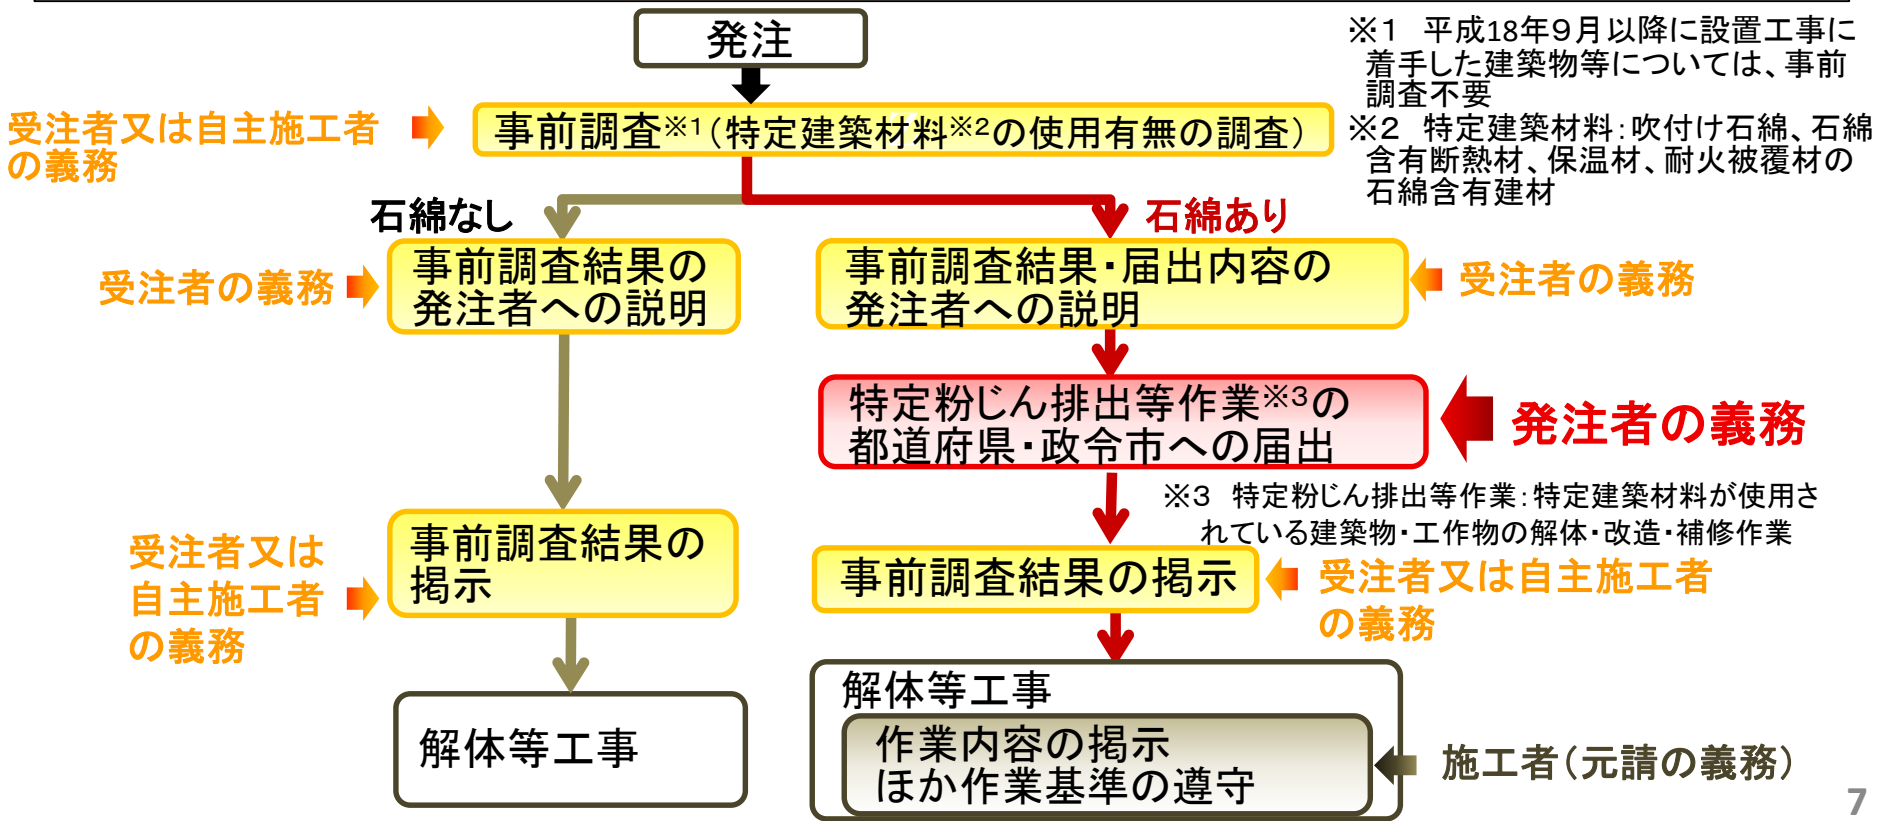 発注
※1　平成18年9月以降に設置工事に
着手した建築物等については、事前
調査不要
受注者又は自主施工者
の義務
事前調査※1(特定建築材料※2の使用有無の調査)
※2　特定建築材料:吹付け石綿、石綿
含有断熱材、保温材、耐火被覆材の
石綿含有建材
石綿なし
石綿あり
受注者の義務
事前調査結果の
発注者への説明
事前調査結果・届出内容の
発注者への説明
受注者の義務
特定粉じん排出等作業※3の
都道府県・政令市への届出
発注者の義務
※3　特定粉じん排出等作業:特定建築材料が使用さ
れている建築物・工作物の解体・改造・補修作業
受注者又は
自主施工者
の義務
事前調査結果の
掲示
事前調査結果の掲示
受注者又は自主施工者
の義務
解体等工事
解体等工事
作業内容の掲示
ほか作業基準の遵守
施工者(元請の義務)
7